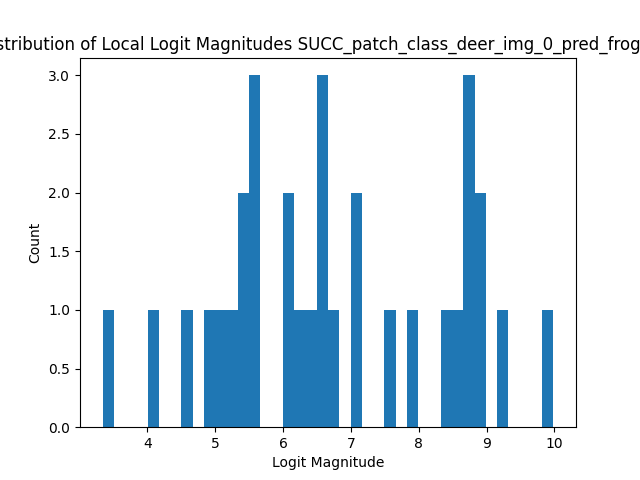 stribution of Local Logit Magnitudes SUCC_patch_class_deer_img_0_pred_frog
3.0
2.5
2.0
1.5
1.0
0.5
0.0
Count
4 5 6 7 8 9 10
Logit Magnitude